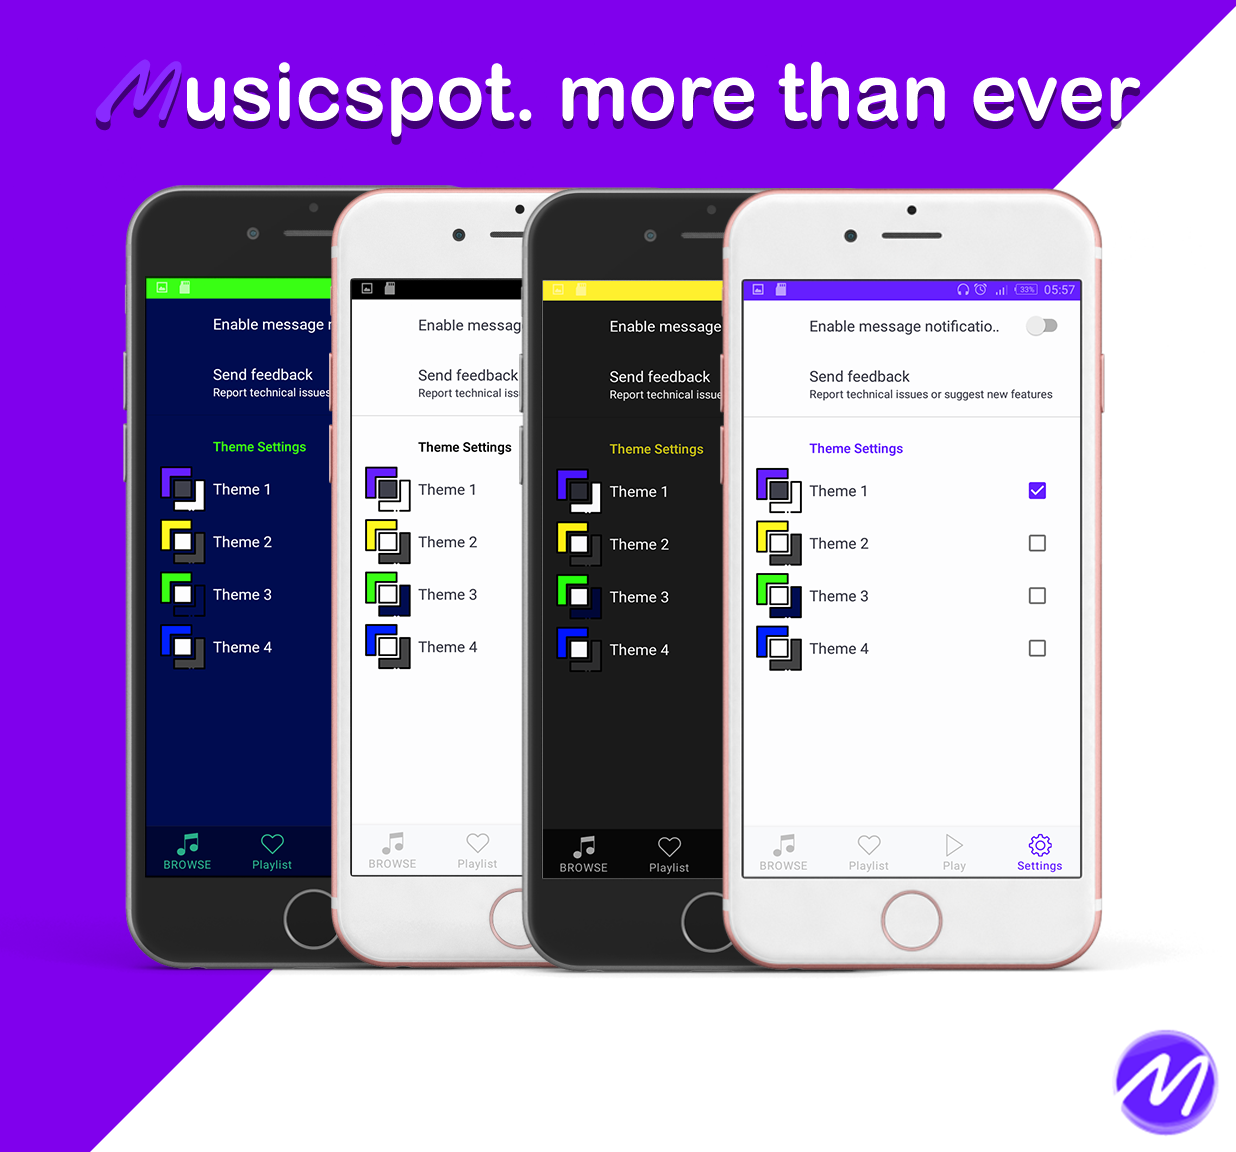 Musicspot. more than ever
Enable message r
Send feedback
Report technical issues
Theme Settings
Theme 1
Theme 2
Theme 3
Theme 4
BROWSE
Playlist
Enable messag
Send feedback
Report technical iss
Theme Settings
Theme 1
Theme 2
Theme 3
Theme 4
BROWSE
Playlist
Enable message
Send feedback
Report technical issue
Theme Settings
Theme 1
Theme 2
Theme 3
Theme 4
BROWSE
Playlist
33% 05:57
Enable message notificatio..
Send feedback
Report technical issues or suggest new features
Theme Settings
Theme 1
Theme 2
Theme 3
Theme 4
BROWSE Playlist Play Settings
M